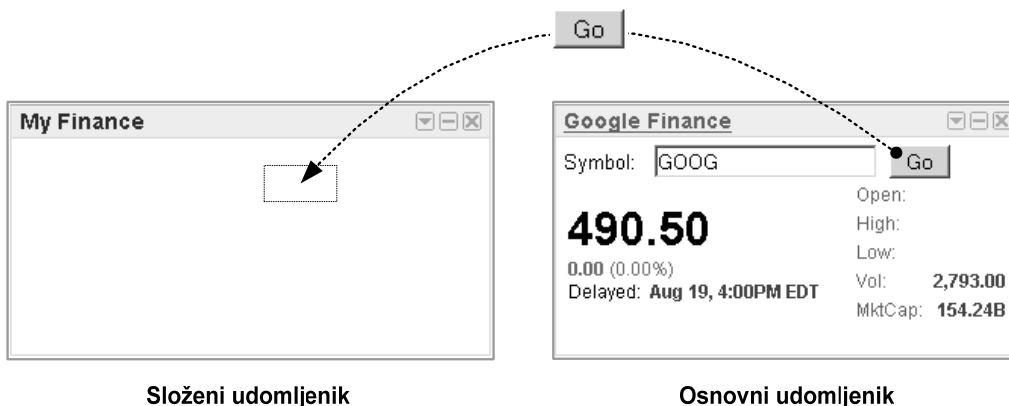 Go
My Finance
Google Finance
Symbol: GOOG Go
490.50
0.00 (0.00%)
Delayed: Aug 19, 4:00PM EDT
Open:
High:
Low:
Vol: 2,793.00
MktCap: 154.24B
Složeni udomljenik
Osnovni udomljenik